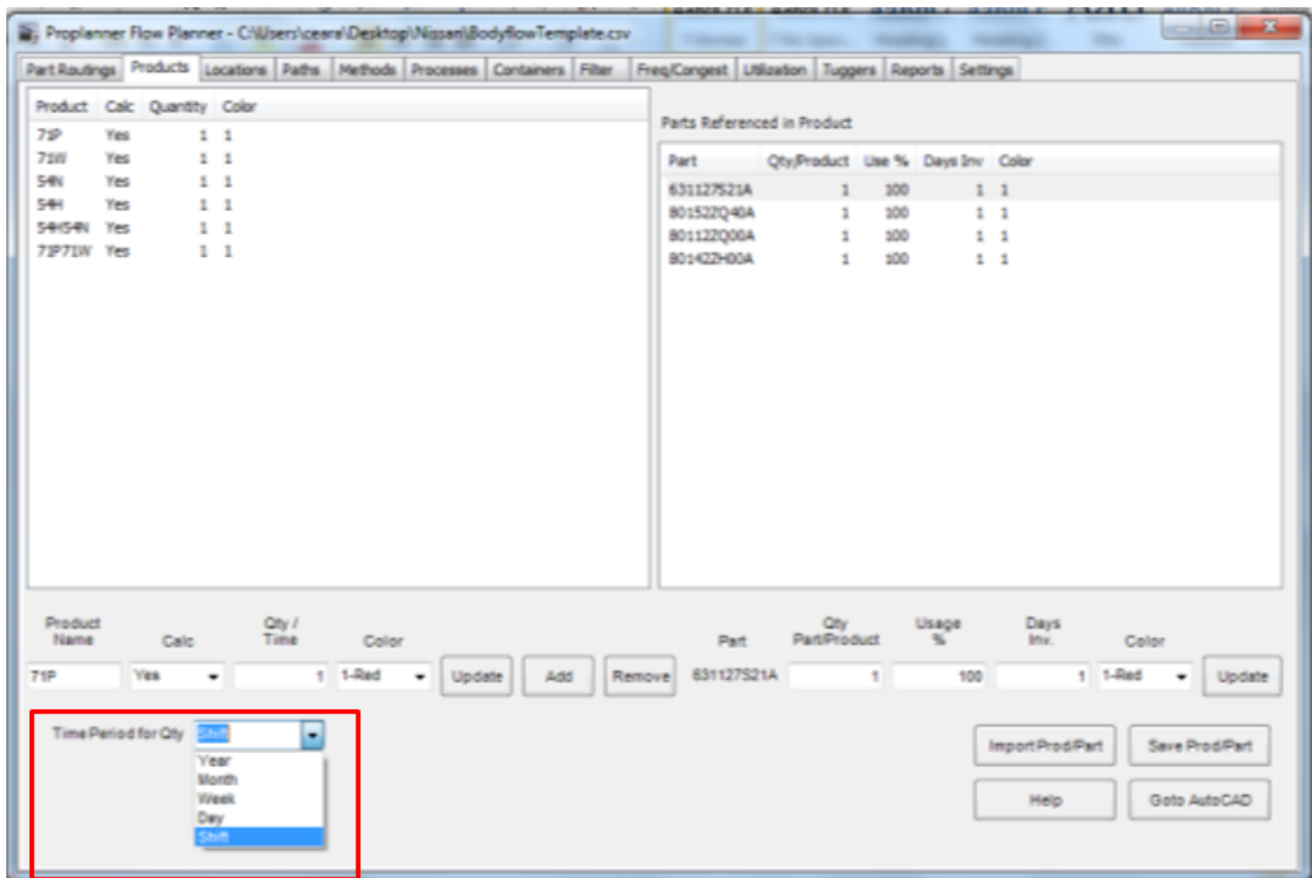 Proplanner Flow Planner - C:\Users\ceara\Desktop\Nissan\BodyflowTemplate.csv
Part Routings Products Locations Paths Methods Processes Containers Filter Freq/Congest Utilization Tuggers Reports Settings
Product Calc Quantity Color
71P Yes 1 1
71W Yes 1 1
54N Yes 1 1
54H Yes 1 1
54H54N Yes 1 1
71P71W Yes 1 1
Parts Referenced in Product
Part Qty/Product Use % Days Inv Color
631127S21A 1 100 1 1
80152ZQ40A 1 100 1 1
80112ZQ00A 1 100 1 1
80142ZH00A 1 100 1 1
Product Name Calc Qty / Time Color
71P Yes 1 1-Red Update Add Remove
Part Qty Part/Product Usage % Days Inv. Color
631127S21A 1 100 1 1-Red Update
Time Period for Qty Shift
Year
Month
Week
Day
Shift
Import Prod/Part Save Prod/Part
Help Goto AutoCAD